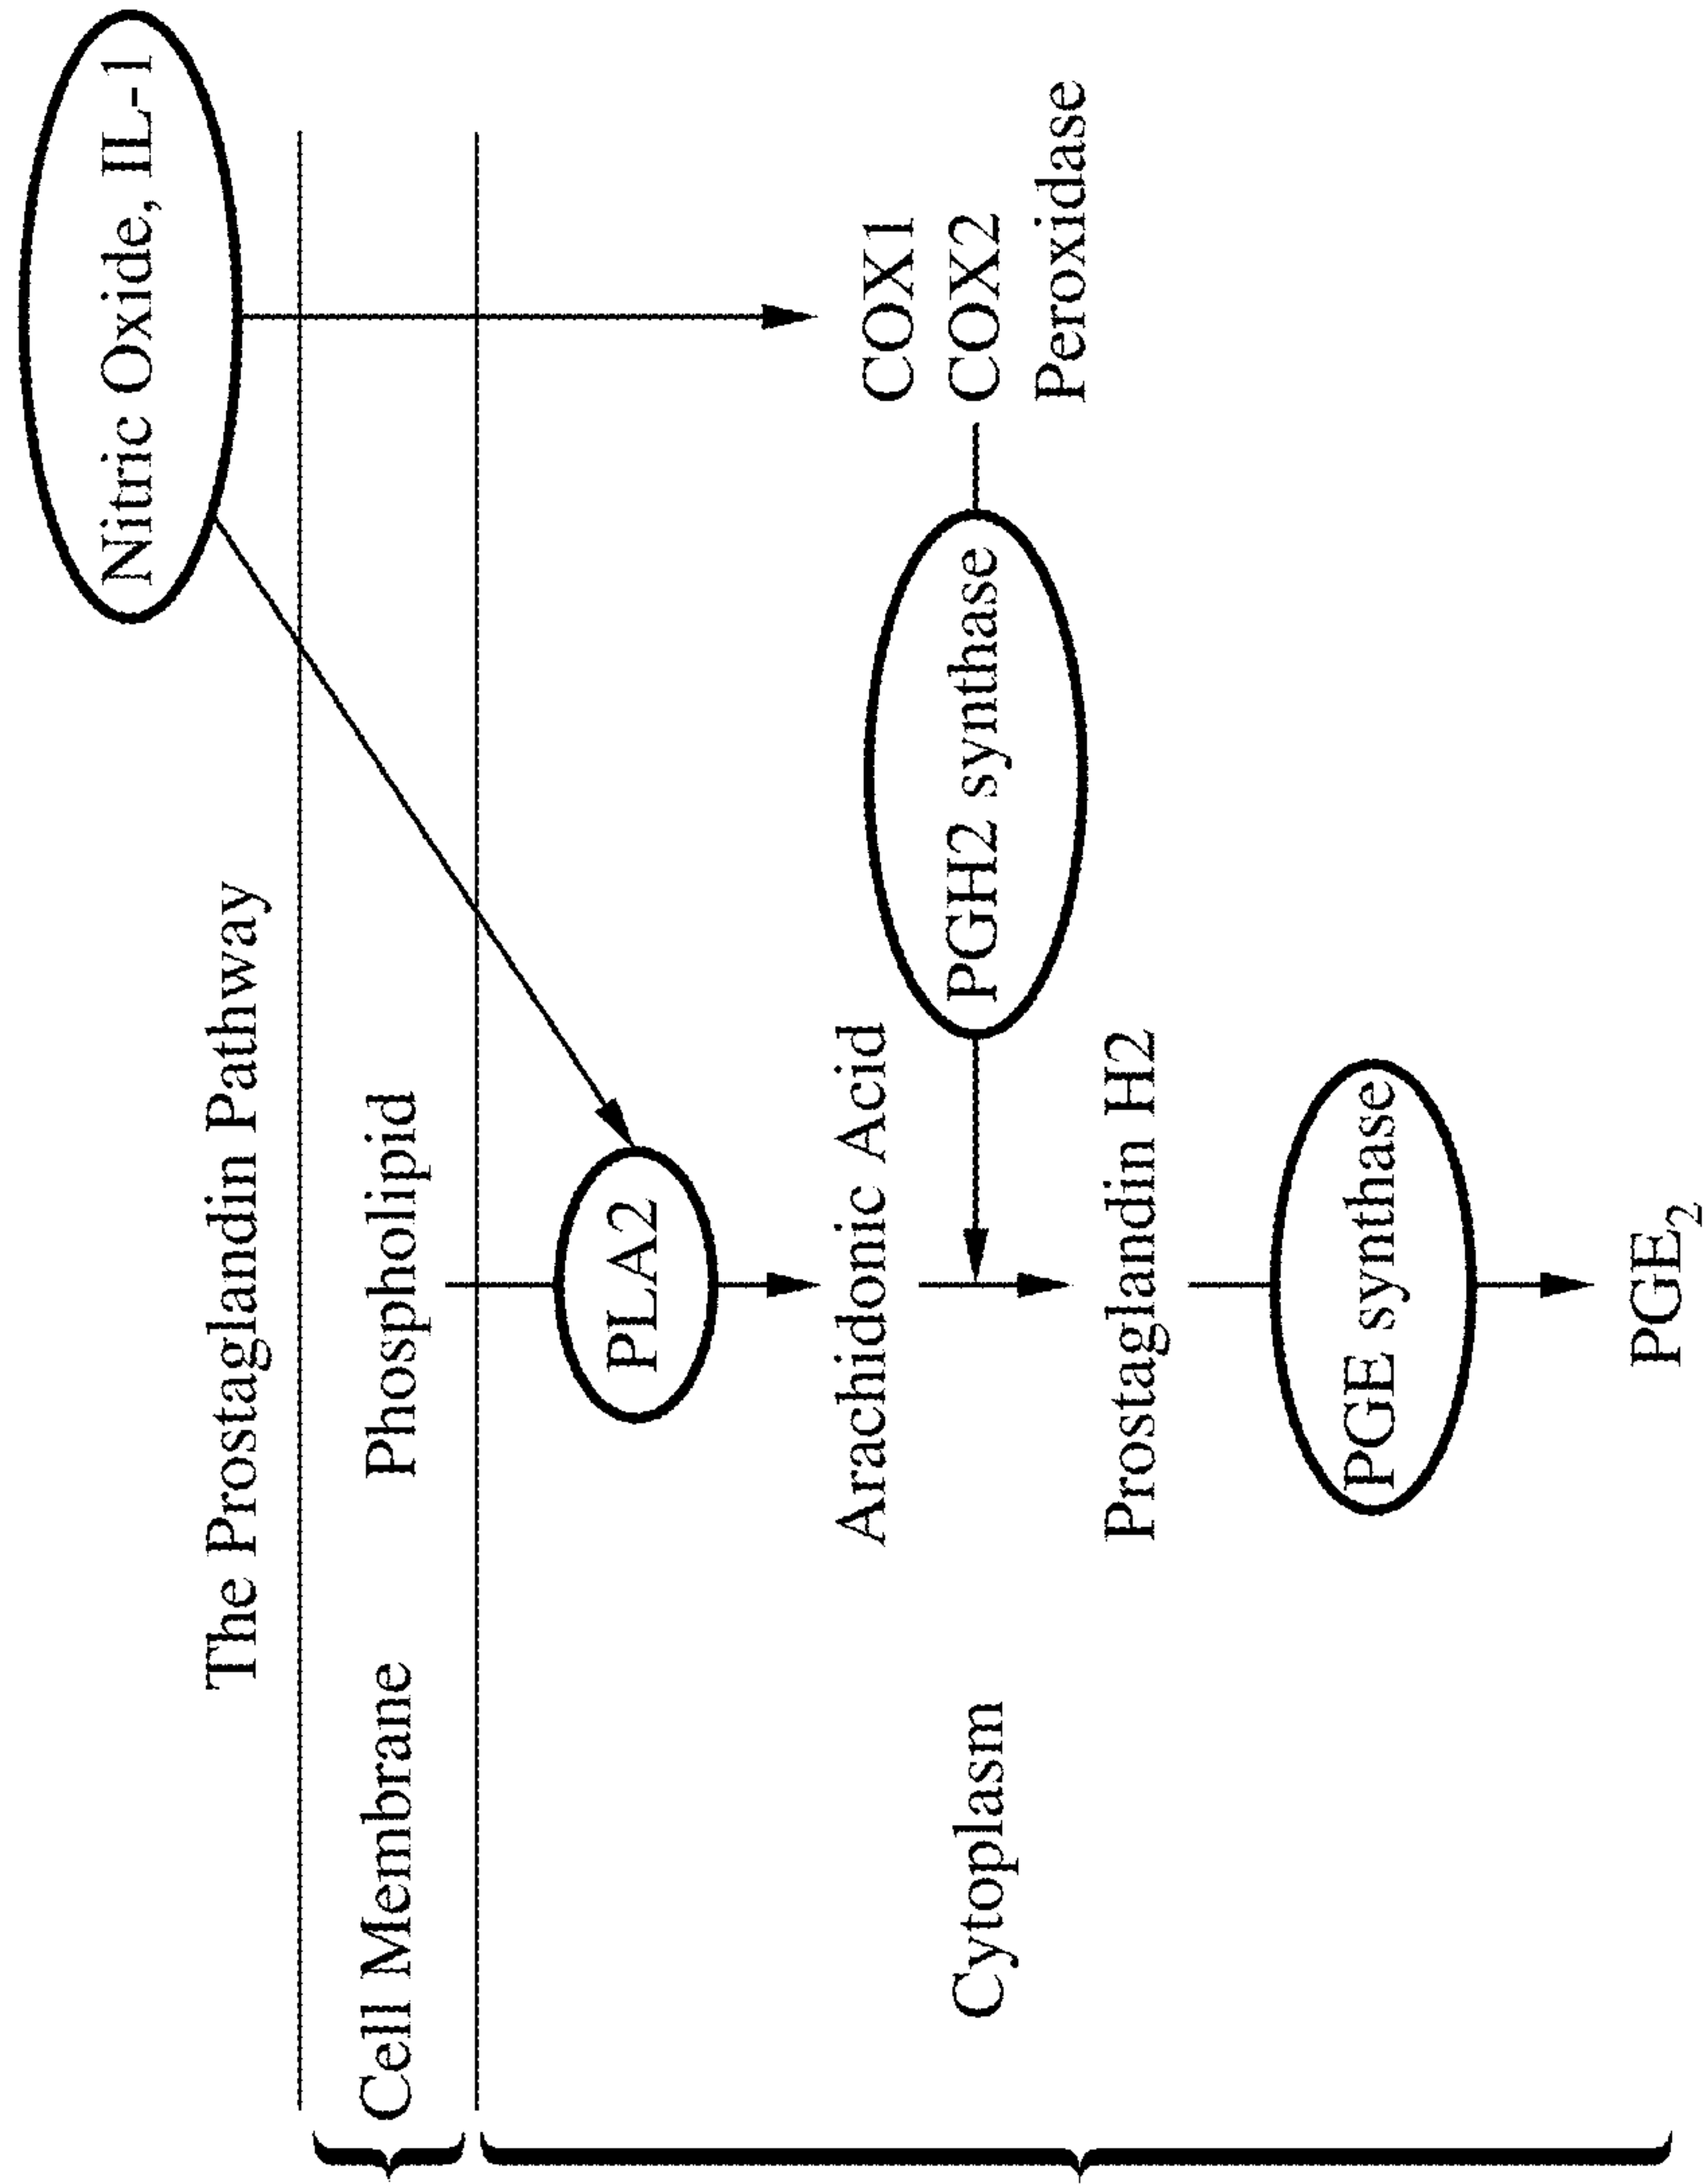 Nitric Oxide, IL-1
The Prostaglandin Pathway
Cell Membrane
Phospholipid
PLA2
Arachidonic Acid
COX1
COX2
Peroxidase
PGH2 synthase
Cytoplasm
Prostaglandin H2
PGE synthase
PGE₂